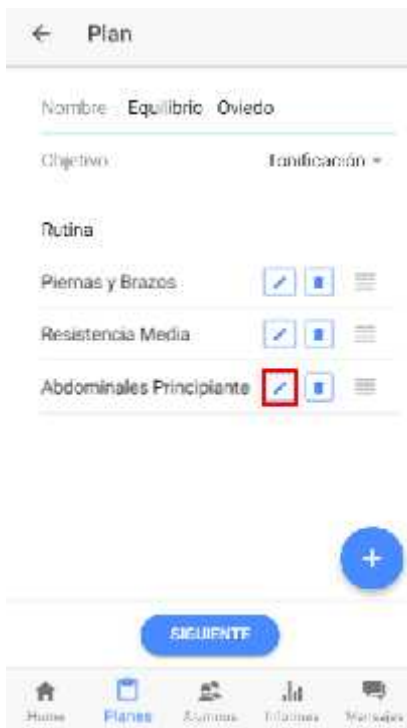 Plan
Nombre Equilibrio Oviedo
Objetivo Tonificación
Rutina
Piernas y Brazos
Resistencia Media
Abdominales Principiante
+
SIGUIENTE
Home Planes Alumnos Informes Mensajes